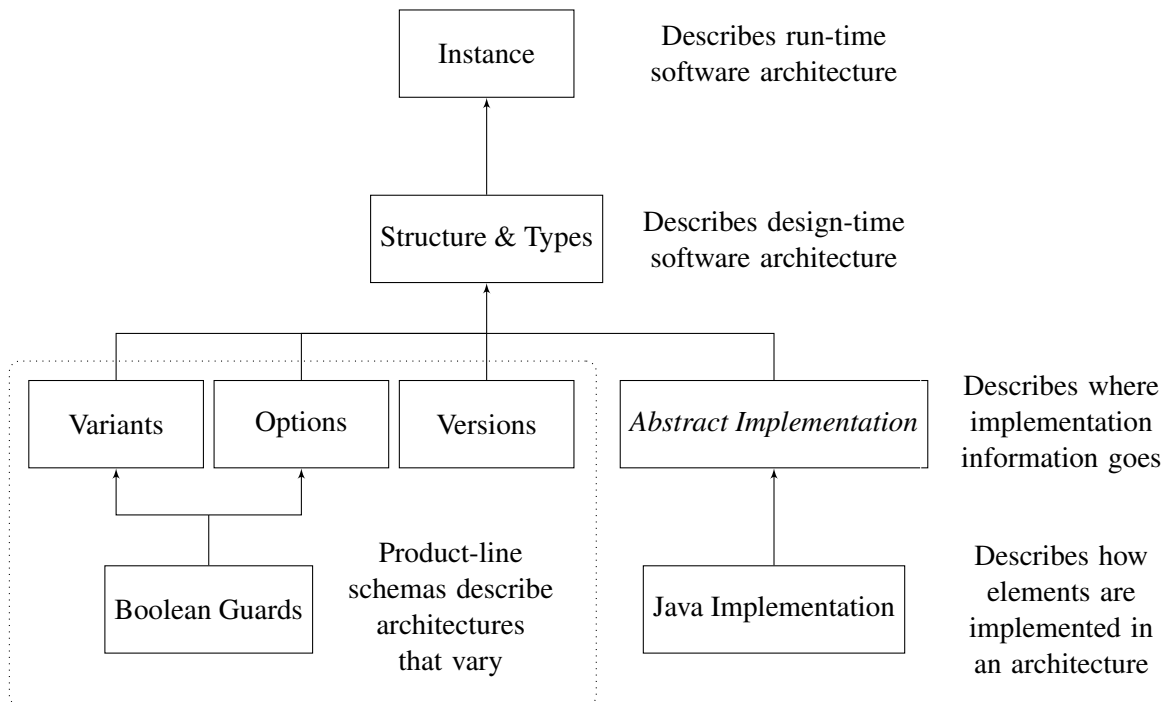 Instance
Describes run-time
software architecture
Structure & Types
Describes design-time
software architecture
Variants
Options
Versions
Abstract Implementation
Describes where
implementation
information goes
Boolean Guards
Product-line
schemas describe
architectures
that vary
Java Implementation
Describes how
elements are
implemented in
an architecture